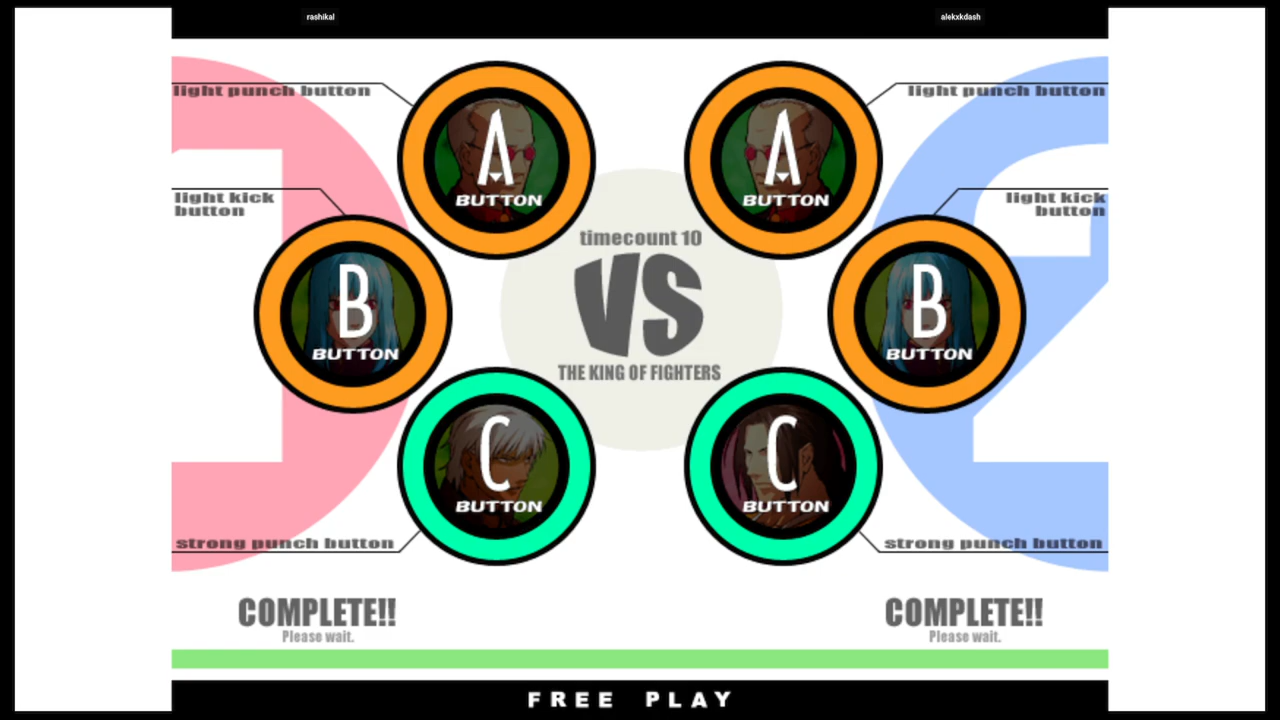 rashikal
alekxkdash
light punch button
light punch button
A
BUTTON
A
BUTTON
light kick
button
light kick
button
timecount 10
VS
THE KING OF FIGHTERS
B
BUTTON
B
BUTTON
C
BUTTON
C
BUTTON
strong punch button
strong punch button
COMPLETE!!
Please wait.
COMPLETE!!
Please wait.
FREE PLAY